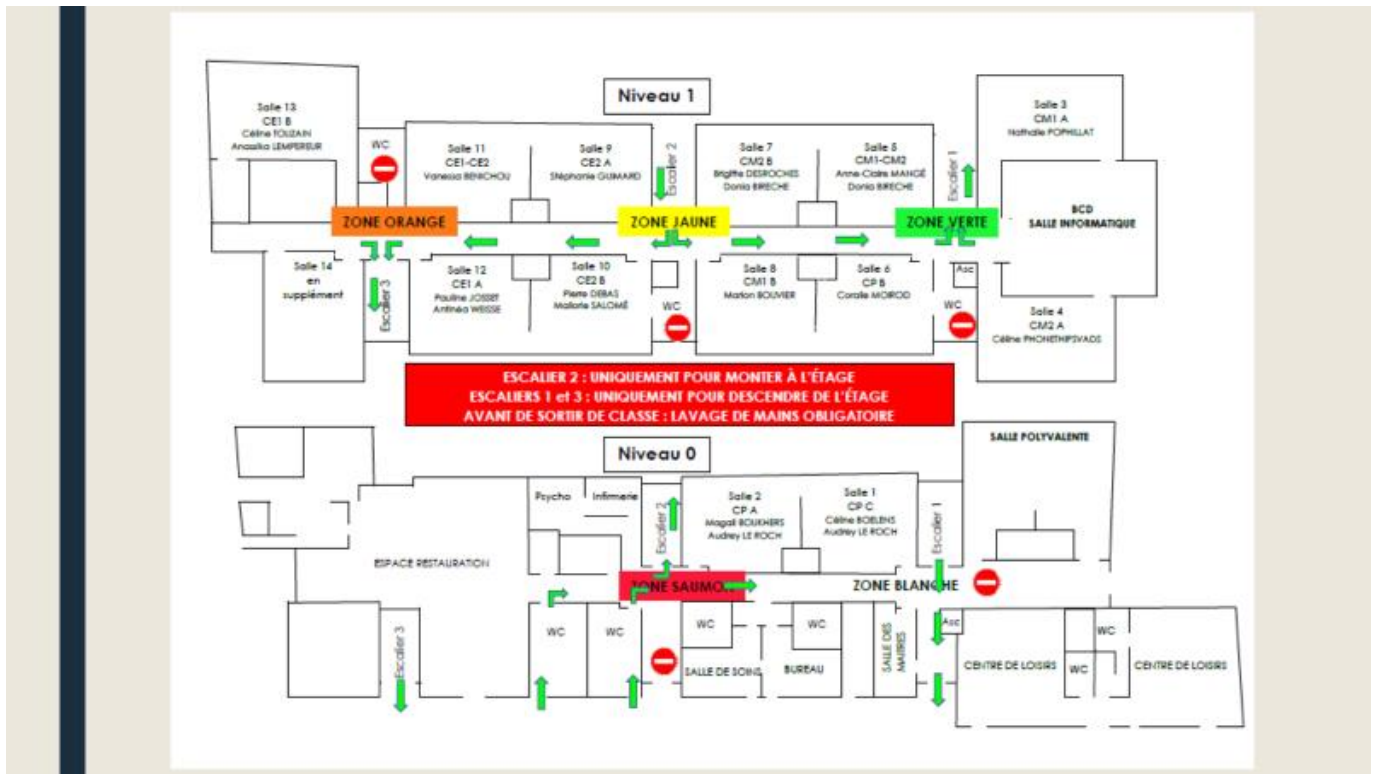 Niveau 1
Salle 13
CE1 B
Céline TOUZAIN
Anassika LEMPEREUR
WC
Salle 11
CE1-CE2
Vanessa BENICHOU
Salle 9
CE2 A
Stéphanie GUIMARD
Escalier 2
Salle 7
CM2 B
Brigitte DESROCHES
Donia BIRECHE
Salle 5
CM1-CM2
Anne-Claire MANGÉ
Donia BIRECHE
Escalier 1
Salle 3
CM1 A
Nathalie POPHILLAT
ZONE ORANGE
ZONE JAUNE
ZONE VERTE
BCD
SALLE INFORMATIQUE
Salle 14
en
supplément
Escalier 3
Salle 12
CE1 A
Pauline JOSSET
Antinéa WEISSE
Salle 10
CE2 B
Pierre DEBAS
Mallorie SALOMÉ
WC
Salle 8
CM1 B
Marion BOUVIER
Salle 6
CP B
Coralie MOIROD
Asc
WC
Salle 4
CM2 A
Céline PHONETHIPSVADS
ESCALIER 2 : UNIQUEMENT POUR MONTER À L'ÉTAGE
ESCALIERS 1 et 3 : UNIQUEMENT POUR DESCENDRE DE L'ÉTAGE
AVANT DE SORTIR DE CLASSE : LAVAGE DE MAINS OBLIGATOIRE
Niveau 0
SALLE POLYVALENTE
Psycho
Infirmerie
Escalier 2
Salle 2
CP A
Magali BOUKHERS
Audrey LE ROCH
Salle 1
CP C
Céline BOELENS
Audrey LE ROCH
Escalier 1
ESPACE RESTAURATION
ZONE SAUMON
ZONE BLANCHE
Escalier 3
WC
WC
WC
WC
SALLE DES
MAITRES
Asc
WC
SALLE DE SOINS
BUREAU
CENTRE DE LOISIRS
WC
CENTRE DE LOISIRS